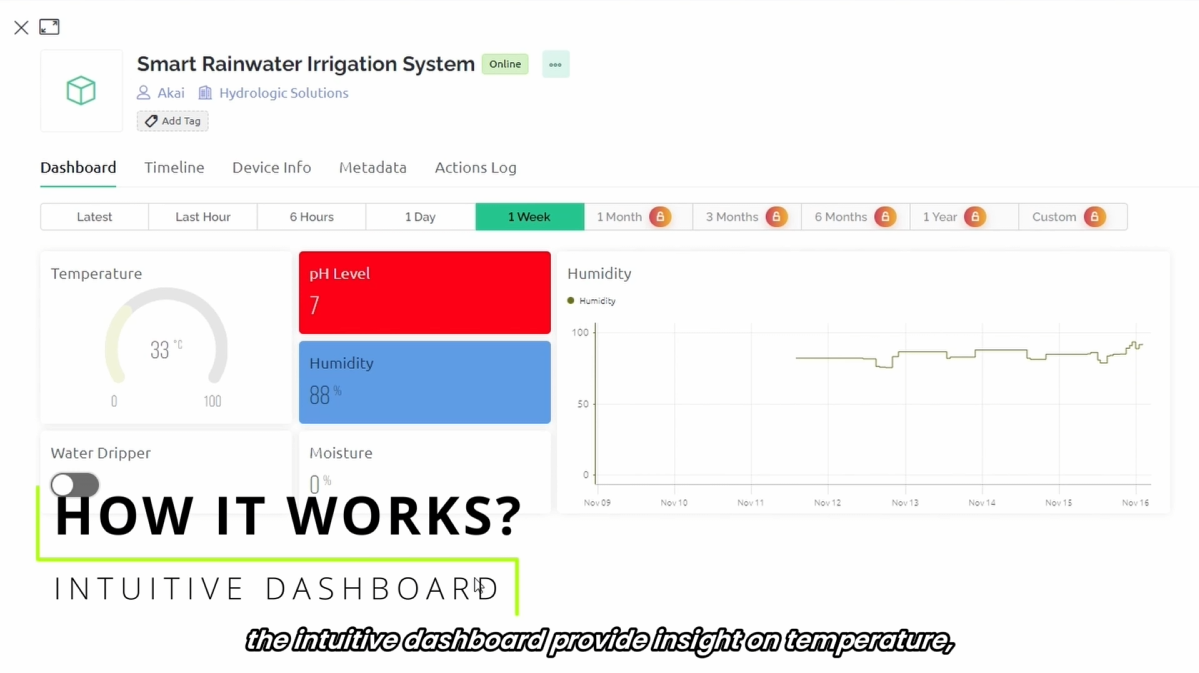 Smart Rainwater Irrigation System Online
Akai Hydrologic Solutions
Add Tag
Dashboard Timeline Device Info Metadata Actions Log
Latest Last Hour 6 Hours 1 Day 1 Week 1 Month 3 Months 6 Months 1 Year Custom
Temperature
33 °C
0 100
pH Level
7
Humidity
88 %
Humidity
Humidity
100
50
0
Nov 09 Nov 10 Nov 11 Nov 12 Nov 13 Nov 14 Nov 15 Nov 16
Water Dripper
Moisture
0 %
HOW IT WORKS?
INTUITIVE DASHBOARD
the intuitive dashboard provide insight on temperature,